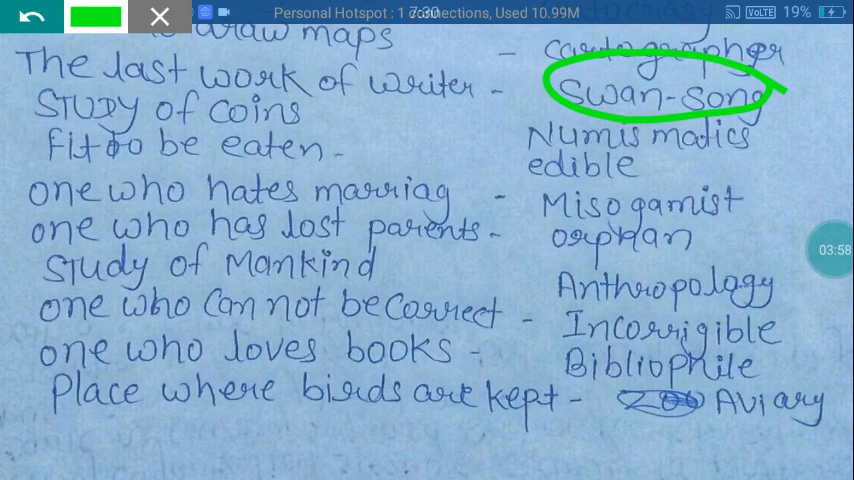 Personal Hotspot : 1 connections, Used 10.99M
7:30
VoLTE 19%
draw maps - cartographer
The last work of writer - Swan-song
STUDY of coins Numismatics
fit to be eaten - edible
one who hates marriag - Misogamist
one who has lost parents - orphan
Study of Mankind Anthropology
one who can not be correct - Incorrigible
one who loves books - Bibliophile
Place where birds are kept - Aviary
03:58